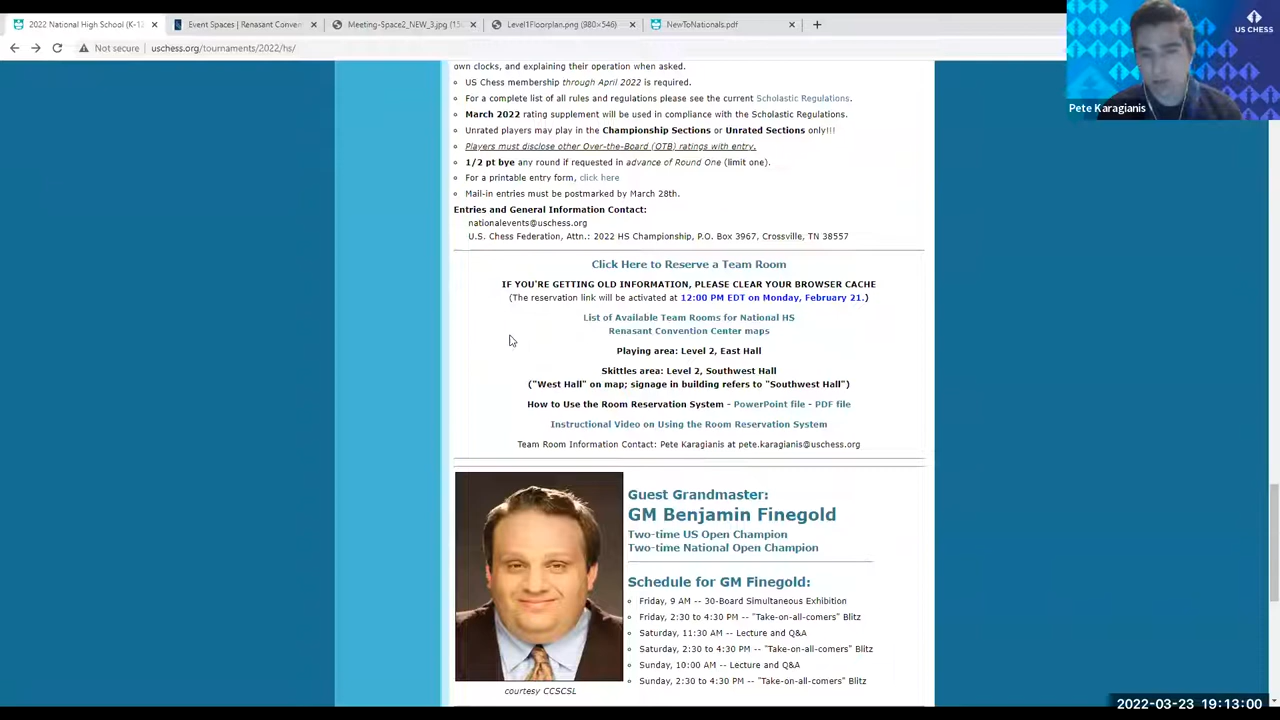 2022 National High School (K-12
Event Spaces | Renasant Conven
Meeting-Space2_NEW_3.jpg (15
Level1Floorplan.png (980×546)
NewToNationals.pdf
Not secure | uschess.org/tournaments/2022/hs/
US CHESS
Pete Karagianis
own clocks, and explaining their operation when asked.
US Chess membership through April 2022 is required.
For a complete list of all rules and regulations please see the current Scholastic Regulations.
March 2022 rating supplement will be used in compliance with the Scholastic Regulations.
Unrated players may play in the Championship Sections or Unrated Sections only!!!
Players must disclose other Over-the-Board (OTB) ratings with entry.
1/2 pt bye any round if requested in advance of Round One (limit one).
For a printable entry form, click here
Mail-in entries must be postmarked by March 28th.
Entries and General Information Contact:
nationalevents@uschess.org
U.S. Chess Federation, Attn.: 2022 HS Championship, P.O. Box 3967, Crossville, TN 38557
Click Here to Reserve a Team Room
IF YOU'RE GETTING OLD INFORMATION, PLEASE CLEAR YOUR BROWSER CACHE
(The reservation link will be activated at 12:00 PM EDT on Monday, February 21.)
List of Available Team Rooms for National HS
Renasant Convention Center maps
Playing area: Level 2, East Hall
Skittles area: Level 2, Southwest Hall
("West Hall" on map; signage in building refers to "Southwest Hall")
How to Use the Room Reservation System - PowerPoint file - PDF file
Instructional Video on Using the Room Reservation System
Team Room Information Contact: Pete Karagianis at pete.karagianis@uschess.org
Guest Grandmaster:
GM Benjamin Finegold
Two-time US Open Champion
Two-time National Open Champion
Schedule for GM Finegold:
Friday, 9 AM -- 30-Board Simultaneous Exhibition
Friday, 2:30 to 4:30 PM -- "Take-on-all-comers" Blitz
Saturday, 11:30 AM -- Lecture and Q&A
Saturday, 2:30 to 4:30 PM -- "Take-on-all-comers" Blitz
Sunday, 10:00 AM -- Lecture and Q&A
Sunday, 2:30 to 4:30 PM -- "Take-on-all-comers" Blitz
courtesy CCSCSL
2022-03-23 19:13:00